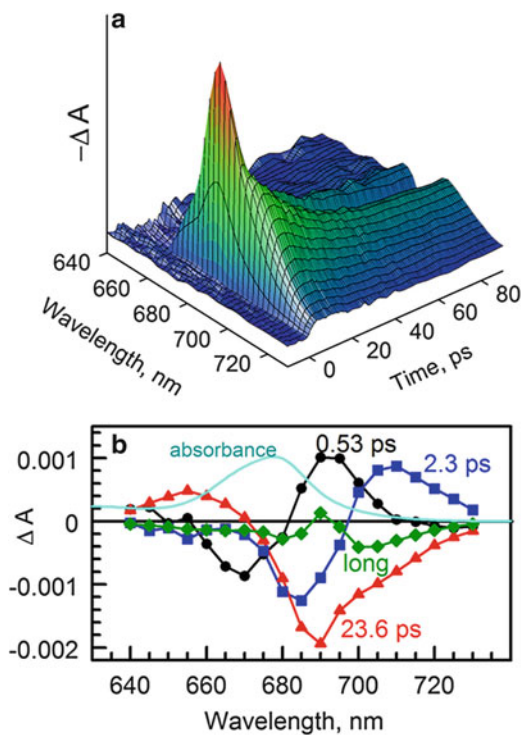 a
−Δ A
640
660
680
700
720
Wavelength, nm
0
20
40
60
80
Time, ps
b
absorbance
0.53 ps
2.3 ps
long
23.6 ps
0.001
0
-0.001
-0.002
Δ A
640
660
680
700
720
Wavelength, nm